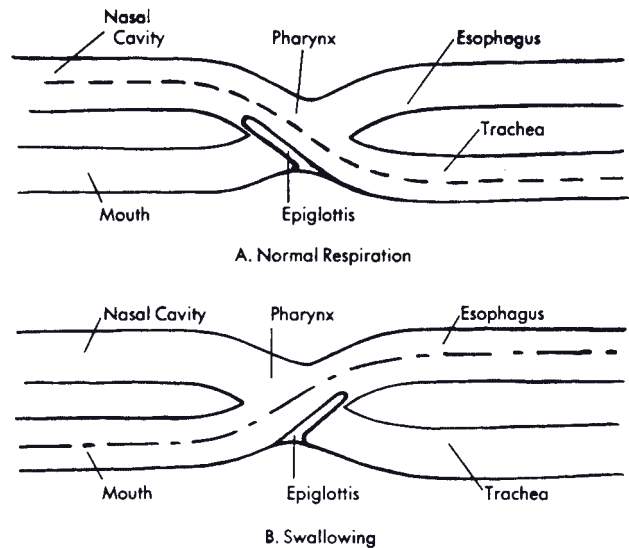 Nasal
Cavity
Pharynx
Esophagus
Trachea
Mouth
Epiglottis
A. Normal Respiration
Nasal Cavity
Pharynx
Esophagus
Mouth
Epiglottis
Trachea
B. Swallowing